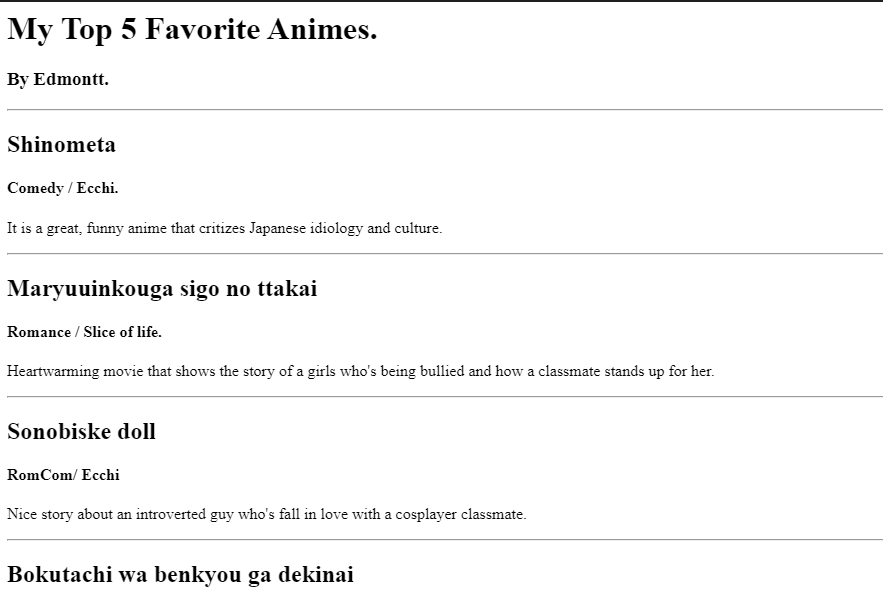 My Top 5 Favorite Animes.
By Edmontt.
Shinometa
Comedy / Ecchi.
It is a great, funny anime that critizes Japanese idiology and culture.
Maryuuinkouga sigo no ttakai
Romance / Slice of life.
Heartwarming movie that shows the story of a girls who's being bullied and how a classmate stands up for her.
Sonobiske doll
RomCom/ Ecchi
Nice story about an introverted guy who's fall in love with a cosplayer classmate.
Bokutachi wa benkyou ga dekinai